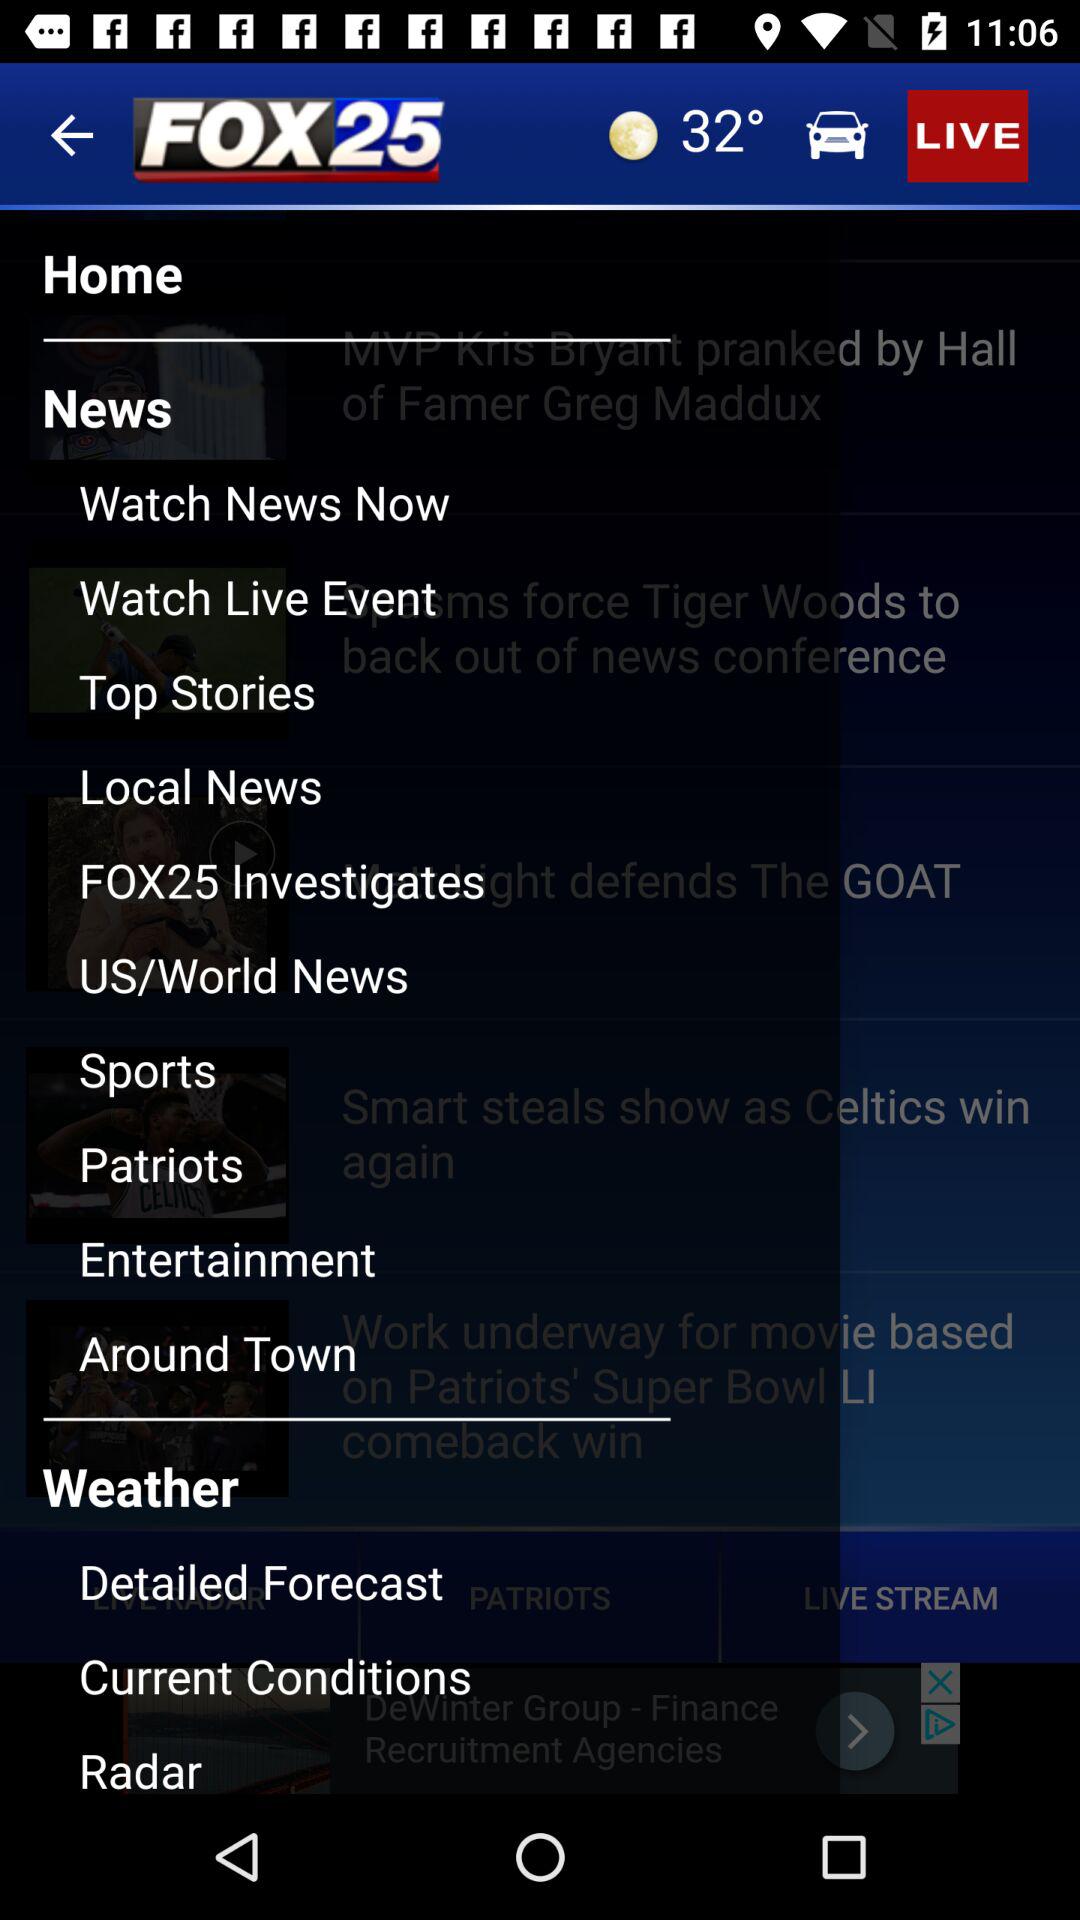 11:06
FOX25
32°
LIVE
Home
MVP Kris Bryant pranked by Hall
of Famer Greg Maddux
News
Watch News Now
Watch Live Event
Spasms force Tiger Woods to
back out of news conference
Top Stories
Local News
FOX25 Investigates
Light defends The GOAT
US/World News
Sports
Smart steals show as Celtics win
again
Patriots
CELTICS
Entertainment
Around Town
Work underway for movie based
on Patriots' Super Bowl LI
comeback win
Weather
Detailed Forecast
LIVE RADAR
PATRIOTS
LIVE STREAM
Current Conditions
DeWinter Group - Finance
Recruitment Agencies
Radar